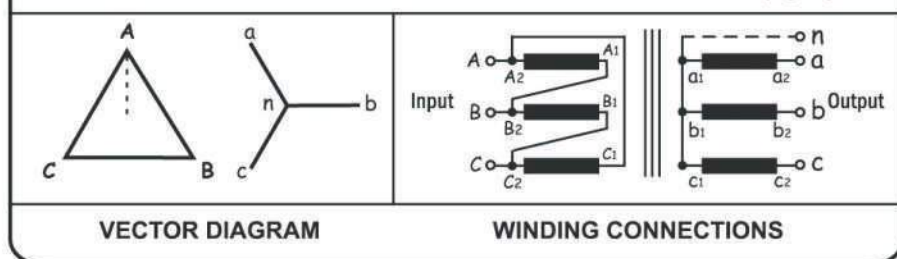 A
C
B
a
n
b
c
Input
A
A2
A1
B
B2
B1
C
C2
C1
n
a1
a2
a
b1
b2
b
Output
c1
c2
c
VECTOR DIAGRAM
WINDING CONNECTIONS